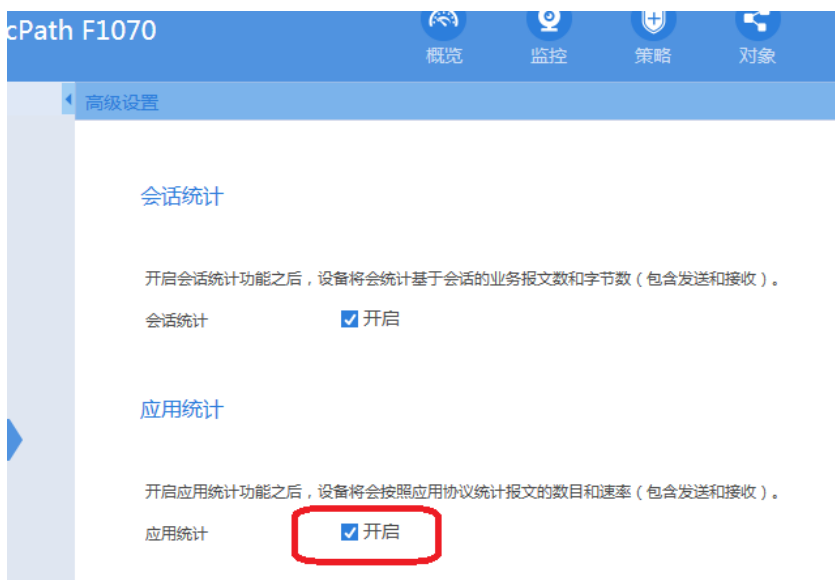 cPath F1070
概览
监控
策略
对象
高级设置
会话统计
开启会话统计功能之后，设备将会统计基于会话的业务报文数和字节数（包含发送和接收）。
会话统计 开启
应用统计
开启应用统计功能之后，设备将会按照应用协议统计报文的数目和速率（包含发送和接收）。
应用统计 开启